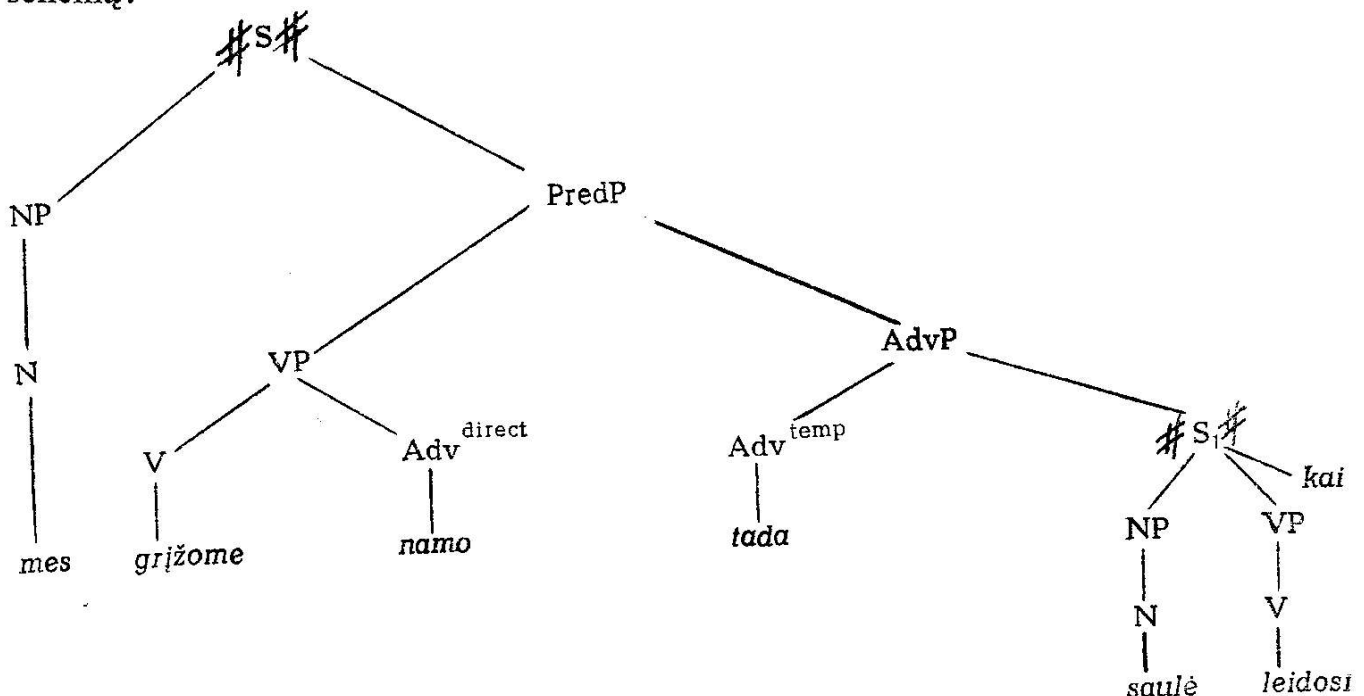 schemą:
#S#
NP PredP
N VP AdvP
V Adv direct Adv temp #S₁#
kai
mes grįžome namo tada NP VP
N V
saulė leidosi